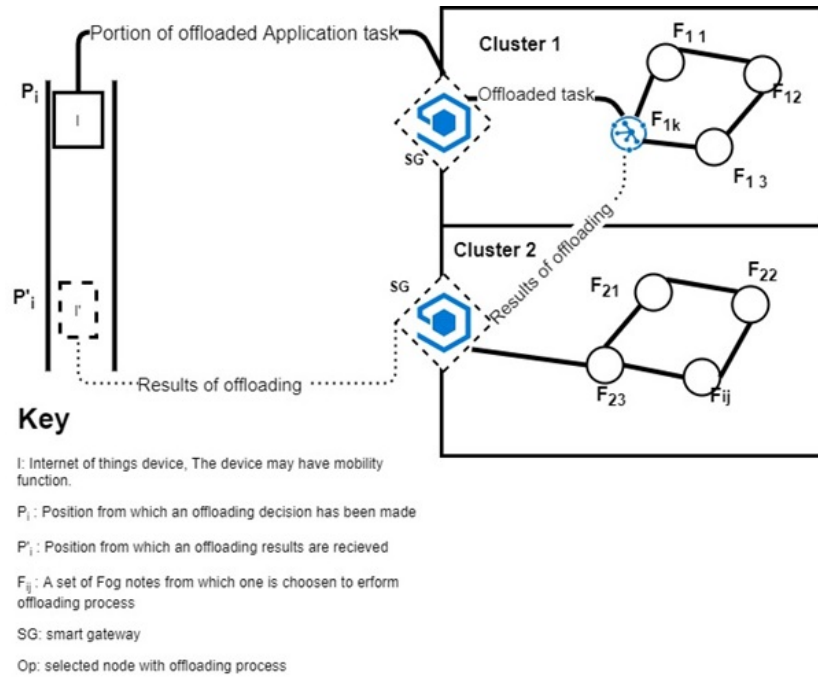 Portion of offloaded Application task
Cluster 1
F1 1
Pi
I
Offloaded task
F12
F1k
SG
F1 3
Results of offloading
Cluster 2
SG
F22
F21
P'i
I'
Results of offloading
F23
Fij
Key
I: Internet of things device, The device may have mobility
function.
Pi : Position from which an offloading decision has been made
P'i : Position from which an offloading results are recieved
Fij : A set of Fog notes from which one is choosen to erform
offloading process
SG: smart gateway
Op: selected node with offloading process